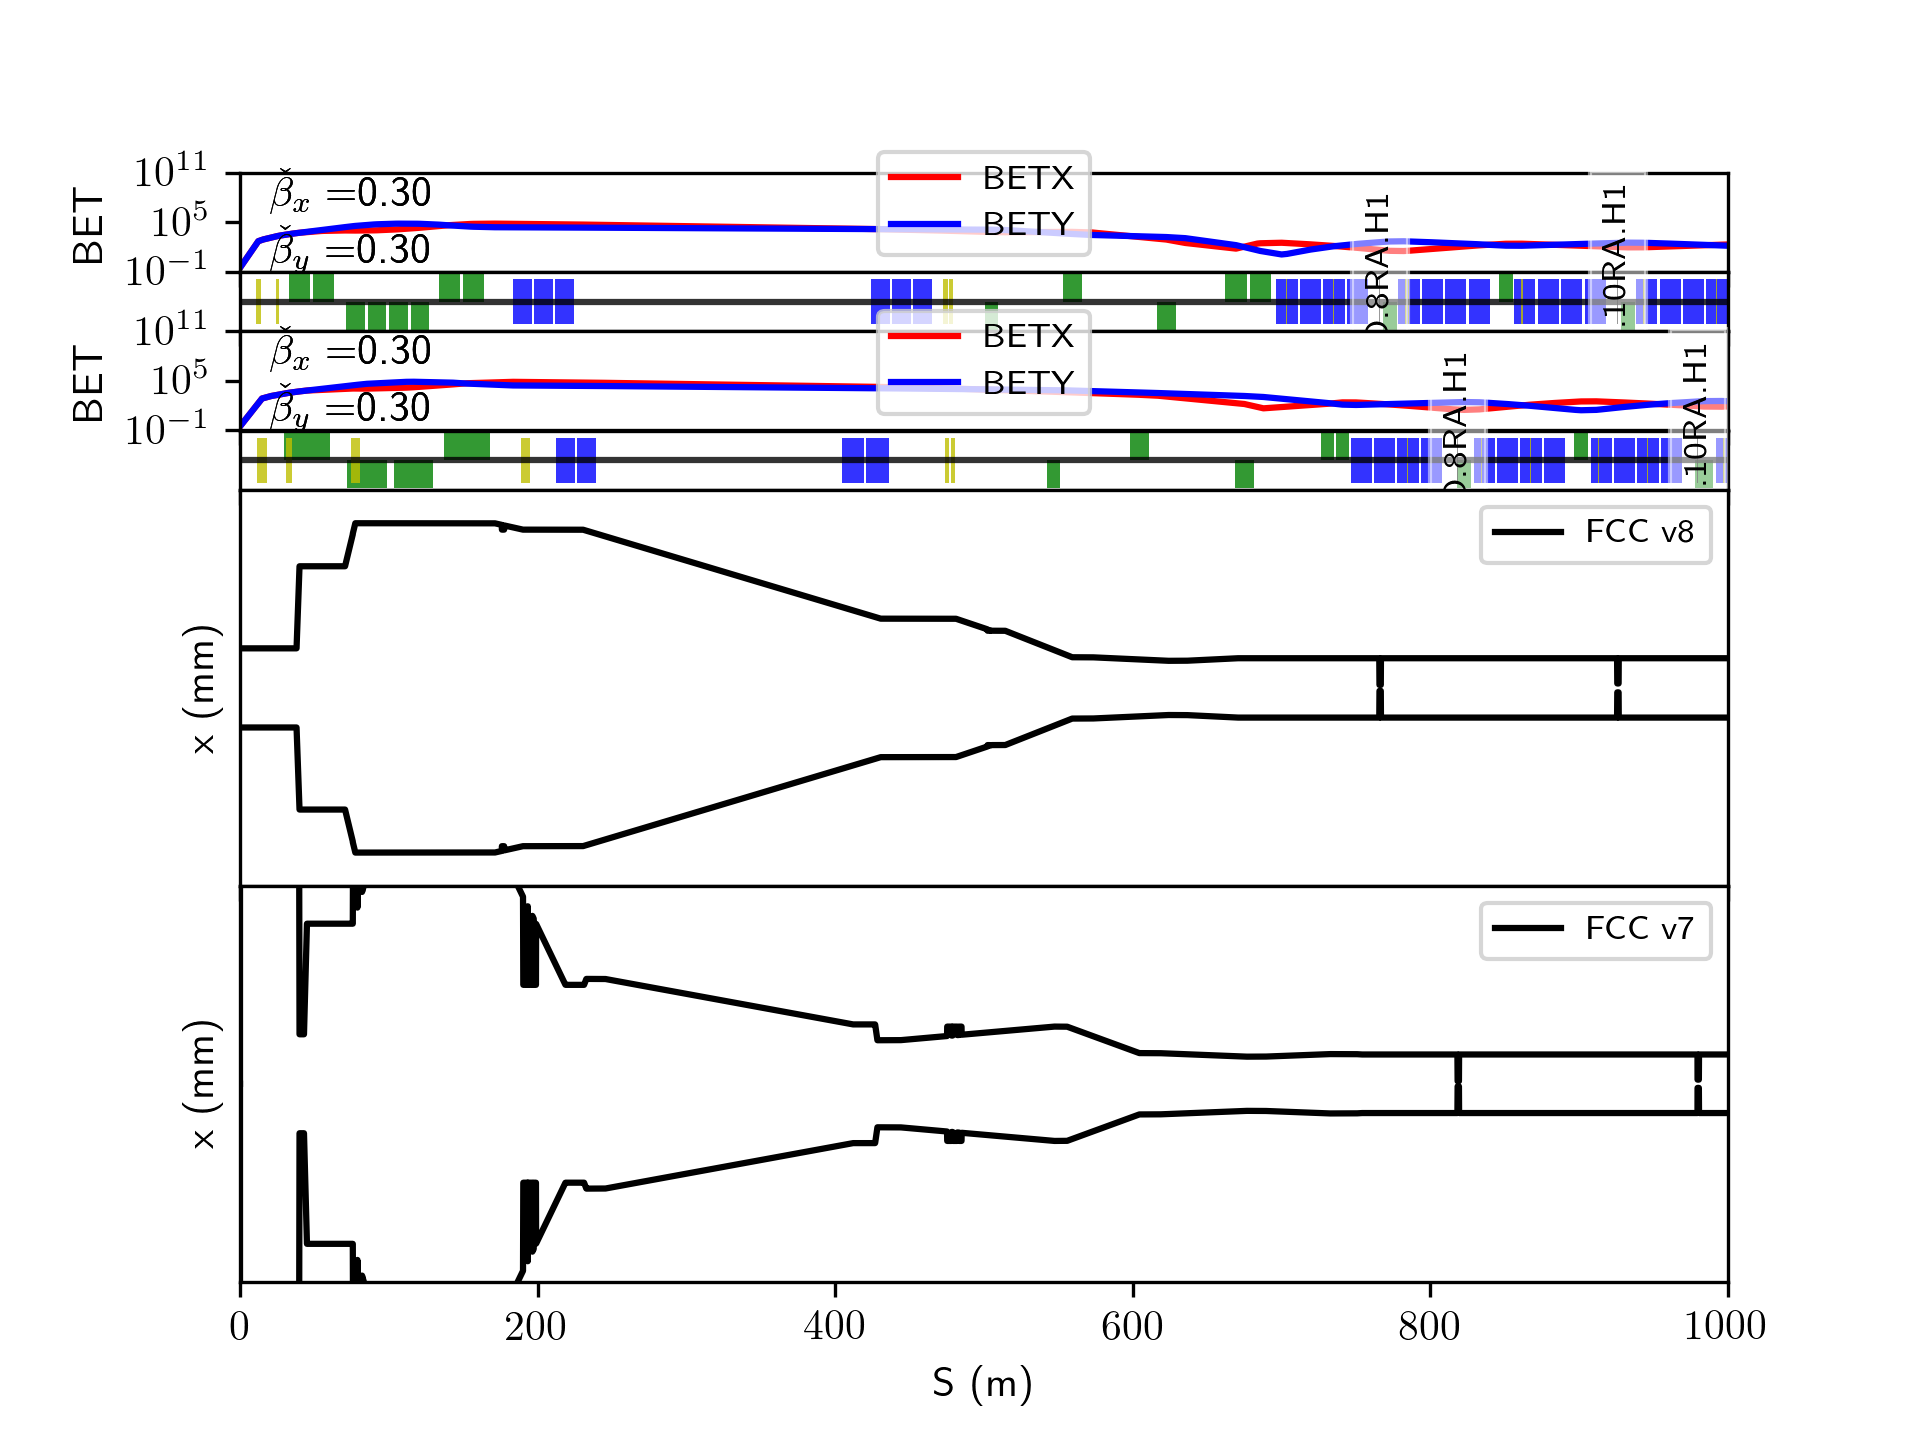 10^11
10^5
10^-1
BET
β̌x =0.30
β̌y =0.30
BETX
BETY
D.8RA.H1
.10RA.H1
10^11
10^5
10^-1
BET
β̌x =0.30
β̌y =0.30
BETX
BETY
D.8RA.H1
.10RA.H1
x (mm)
FCC v8
x (mm)
FCC v7
0 200 400 600 800 1000
S (m)